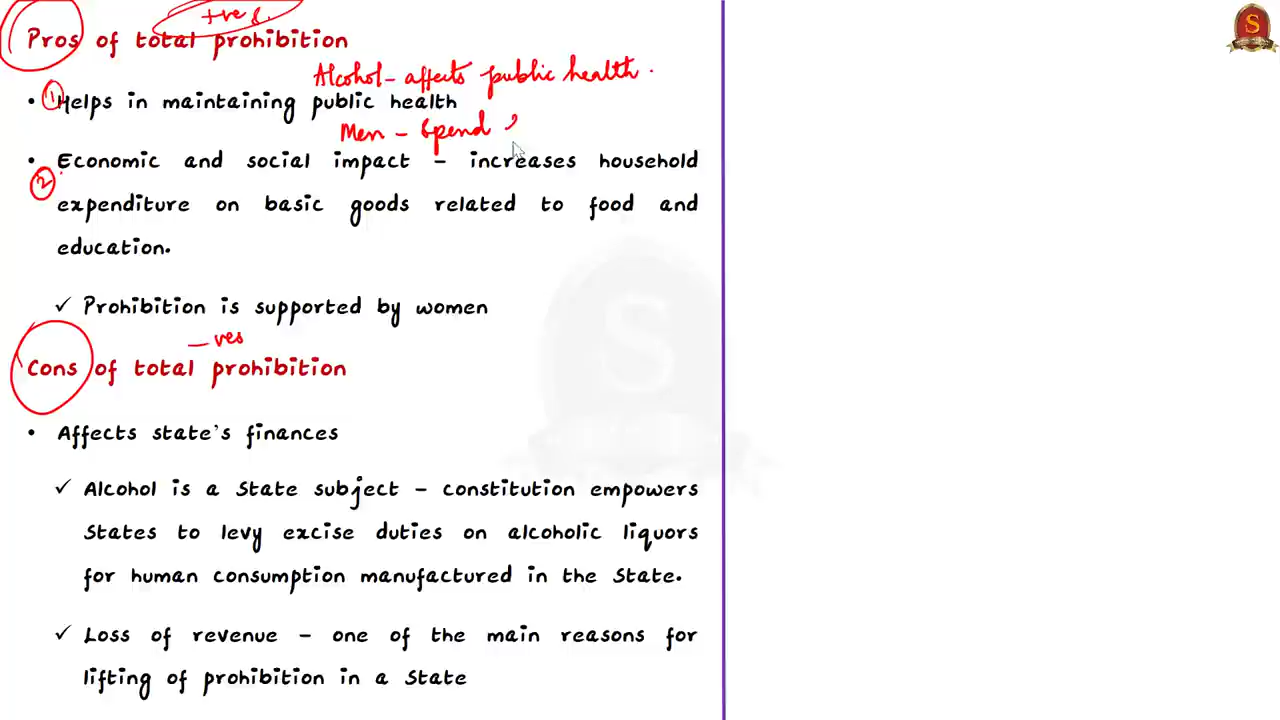 +ve
Pros of total prohibition
Alcohol - affects public health.
① Helps in maintaining public health
Men - Spend
② Economic and social impact – increases household
expenditure on basic goods related to food and
education.
✓ Prohibition is supported by women
- ves
Cons of total prohibition
• Affects state's finances
✓ Alcohol is a State subject – constitution empowers
States to levy excise duties on alcoholic liquors
for human consumption manufactured in the State.
✓ Loss of revenue – one of the main reasons for
lifting of prohibition in a State
S
S